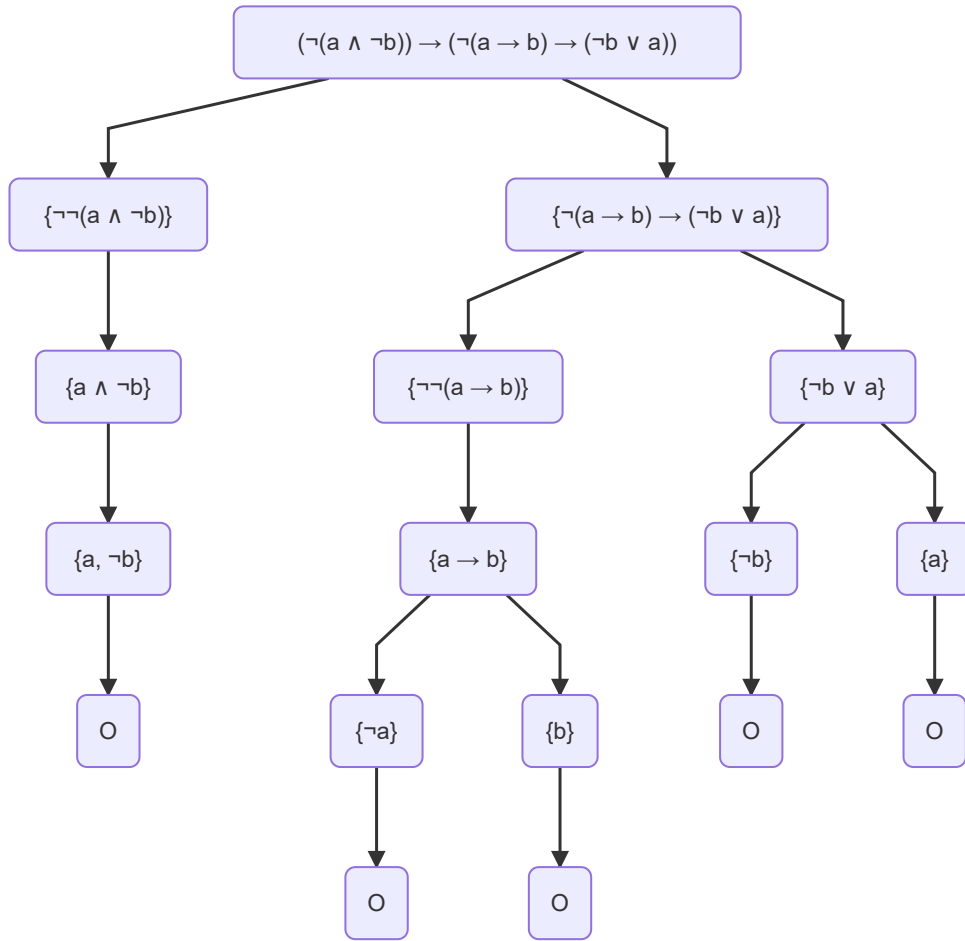 (¬(a ∧ ¬b)) → (¬(a → b) → (¬b ∨ a))
{¬¬(a ∧ ¬b)}
{¬(a → b) → (¬b ∨ a)}
{a ∧ ¬b}
{¬¬(a → b)}
{¬b ∨ a}
{a, ¬b}
{a → b}
{¬b}
{a}
O
{¬a}
{b}
O
O
O
O